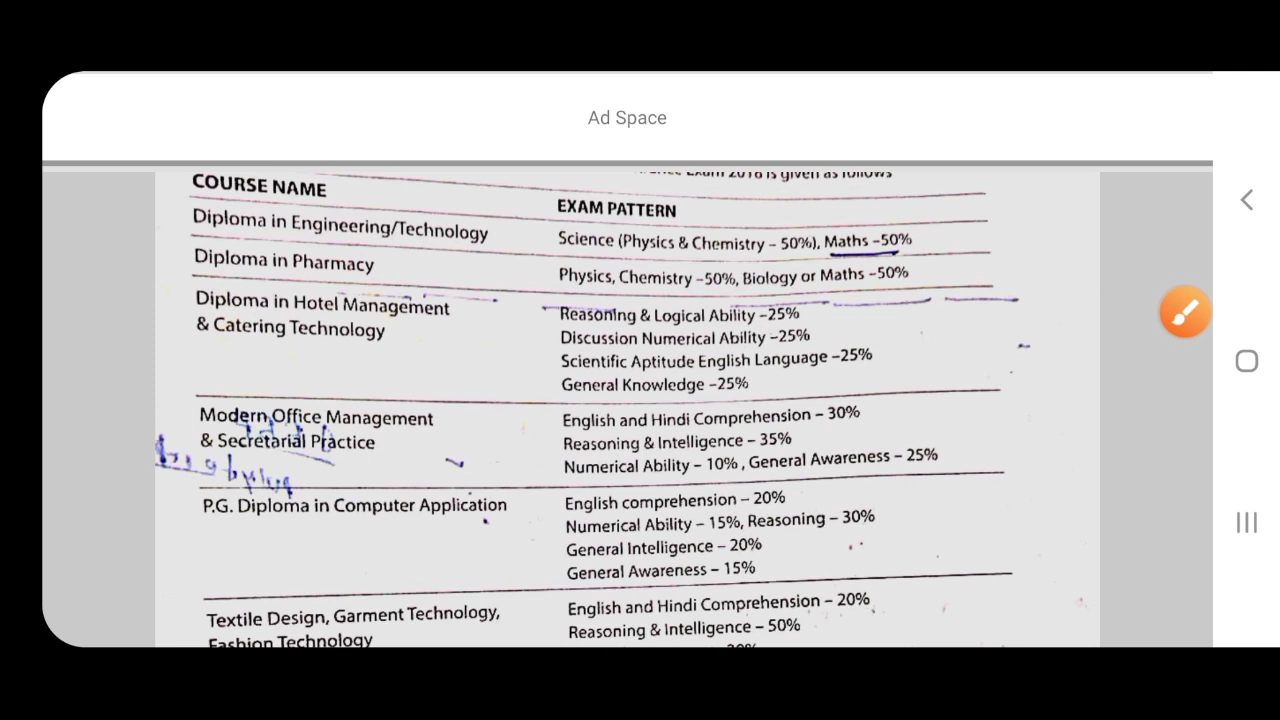 Ad Space
Exam 2018 is given as follows
COURSE NAME
EXAM PATTERN
Diploma in Engineering/Technology
Science (Physics & Chemistry – 50%), Maths –50%
Diploma in Pharmacy
Physics, Chemistry –50%, Biology or Maths –50%
Diploma in Hotel Management
& Catering Technology
Reasoning & Logical Ability –25%
Discussion Numerical Ability –25%
Scientific Aptitude English Language –25%
General Knowledge –25%
Modern Office Management
& Secretarial Practice
English and Hindi Comprehension – 30%
Reasoning & Intelligence – 35%
Numerical Ability – 10% , General Awareness – 25%
P.G. Diploma in Computer Application
English comprehension – 20%
Numerical Ability – 15%, Reasoning – 30%
General Intelligence – 20%
General Awareness – 15%
Textile Design, Garment Technology,
Fashion Technology
English and Hindi Comprehension – 20%
Reasoning & Intelligence – 50%